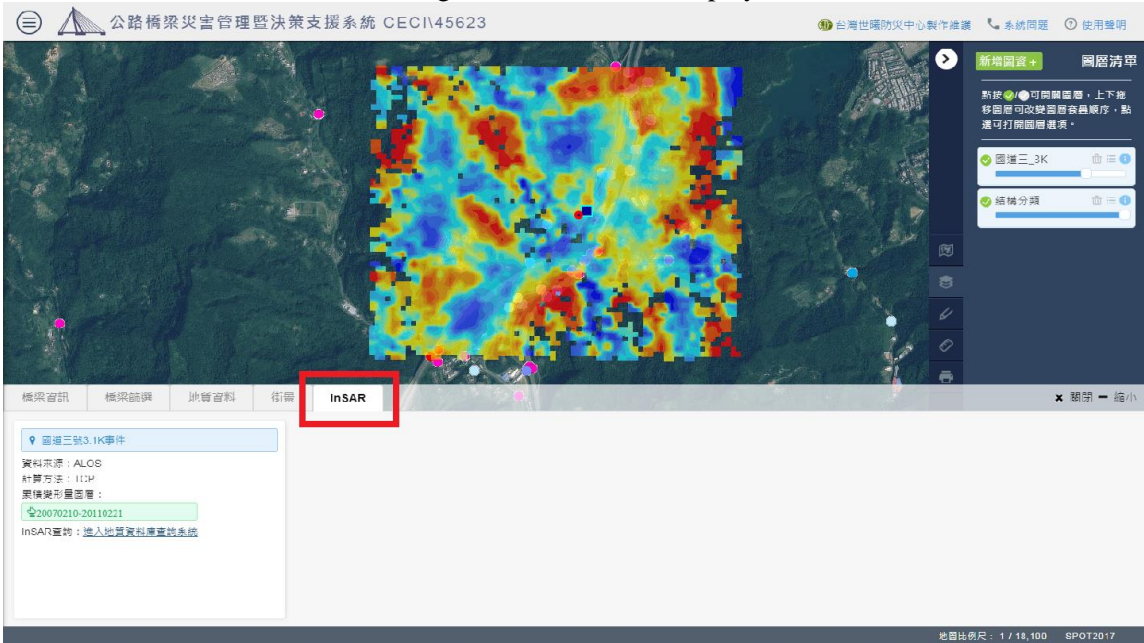 公路橋梁災害管理暨決策支援系統 CECI\45623
台灣世曦防災中心製作維護 系統問題 使用聲明
新增圖資+ 圖層清單
點按 / 可開關圖層,上下拖
移圖層可改變圖層套疊順序,點
選可打開圖層選項。
國道三_3K
結構分類
橋梁資訊 橋梁篩選 地質資料 街景 InSAR
關閉 縮小
國道三號3.1K事件
資料來源:ALOS
計算方法:TCP
累積變形量圖層:
20070210-20110221
InSAR查詢:進入地質資料庫查詢系統
地圖比例尺: 1 / 18,100 SPOT2017